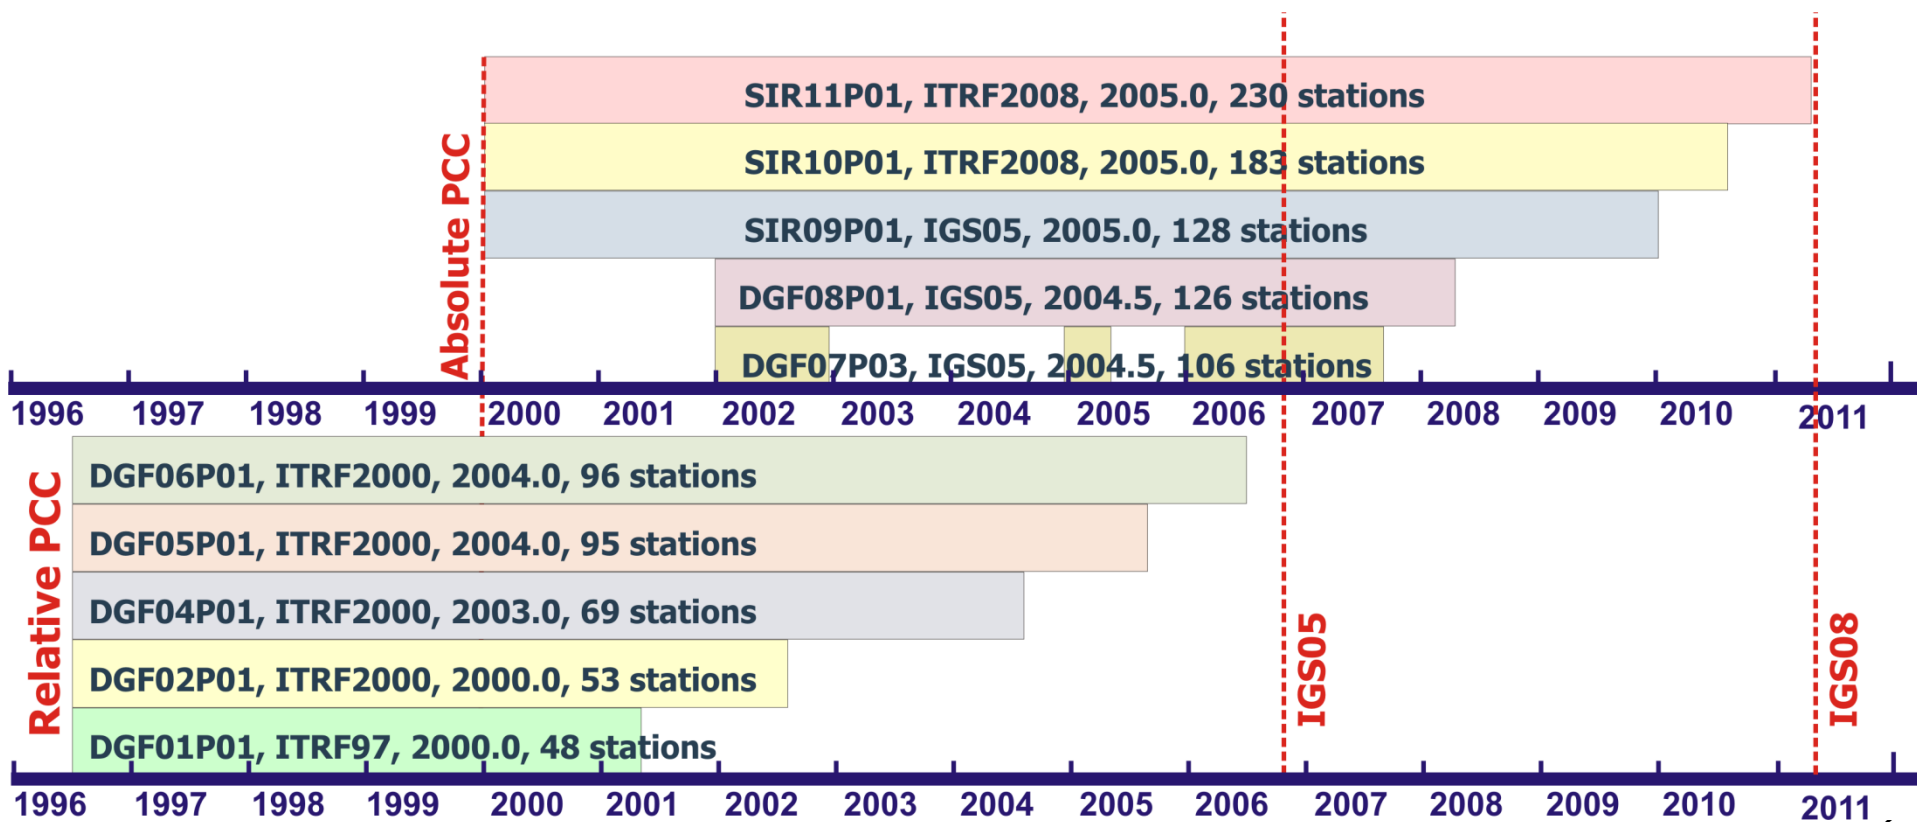 SIR11P01, ITRF2008, 2005.0, 230 stations
SIR10P01, ITRF2008, 2005.0, 183 stations
SIR09P01, IGS05, 2005.0, 128 stations
DGF08P01, IGS05, 2004.5, 126 stations
DGF07P03, IGS05, 2004.5, 106 stations
Absolute PCC
1996 1997 1998 1999 2000 2001 2002 2003 2004 2005 2006 2007 2008 2009 2010 2011
Relative PCC
DGF06P01, ITRF2000, 2004.0, 96 stations
DGF05P01, ITRF2000, 2004.0, 95 stations
DGF04P01, ITRF2000, 2003.0, 69 stations
DGF02P01, ITRF2000, 2000.0, 53 stations
DGF01P01, ITRF97, 2000.0, 48 stations
IGS05
IGS08
1996 1997 1998 1999 2000 2001 2002 2003 2004 2005 2006 2007 2008 2009 2010 2011